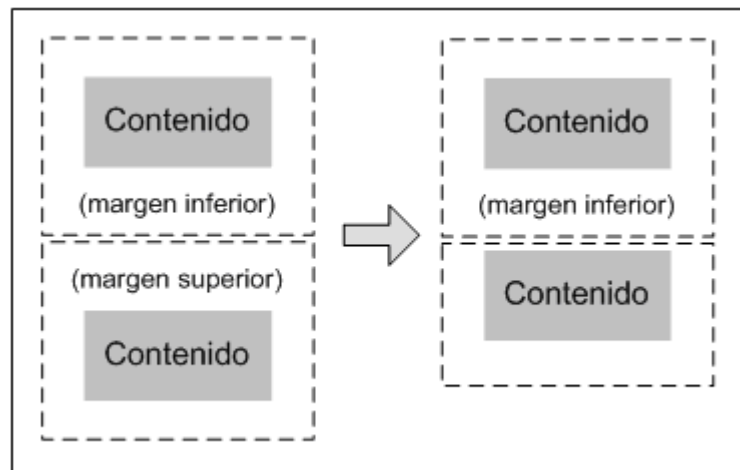 Contenido
(margen inferior)
(margen superior)
Contenido
Contenido
(margen inferior)
Contenido